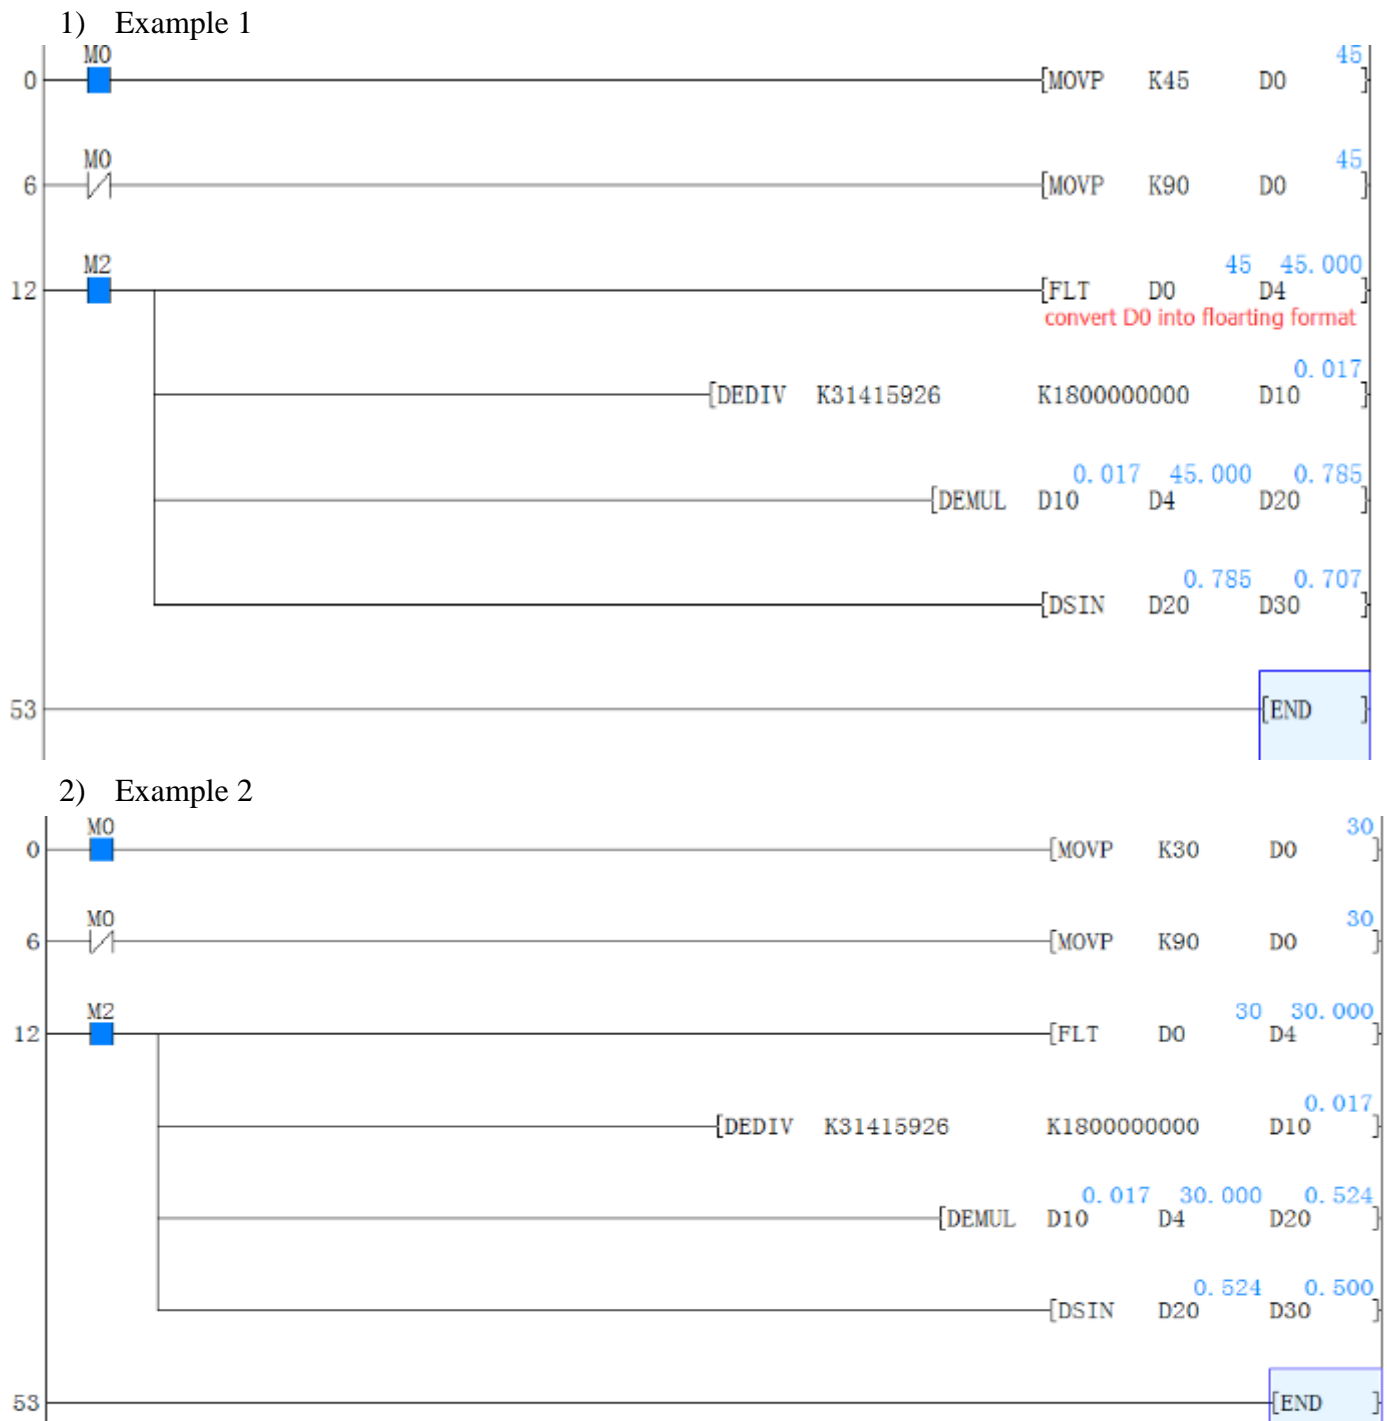 1) Example 1
M0 45
0 [MOVP K45 D0 ]
M0 45
6 [MOVP K90 D0 ]
M2 45 45.000
12 [FLT D0 D4 ]
convert D0 into floarting format
0.017
[DEDIV K31415926 K1800000000 D10 ]
0.017 45.000 0.785
[DEMUL D10 D4 D20 ]
0.785 0.707
[DSIN D20 D30 ]
53 [END ]
2) Example 2
M0 30
0 [MOVP K30 D0 ]
M0 30
6 [MOVP K90 D0 ]
M2 30 30.000
12 [FLT D0 D4 ]
0.017
[DEDIV K31415926 K1800000000 D10 ]
0.017 30.000 0.524
[DEMUL D10 D4 D20 ]
0.524 0.500
[DSIN D20 D30 ]
53 [END ]